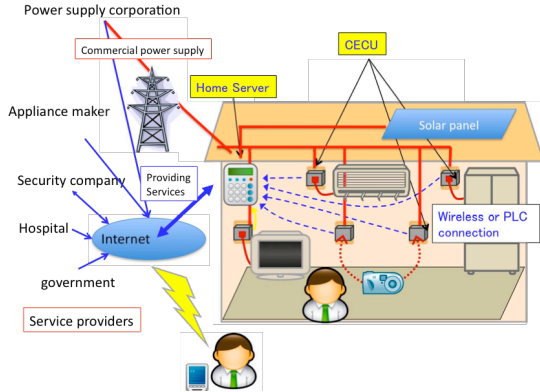 Power supply corporation
Commercial power supply
CECU
Home Server
Appliance maker
Solar panel
Providing
Services
Security company
Wireless or PLC
connection
Hospital
Internet
government
Service providers